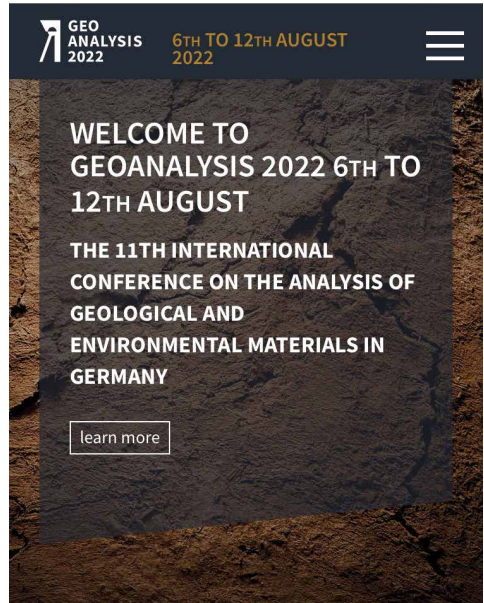 GEO
ANALYSIS
2022
6TH TO 12TH AUGUST
2022
WELCOME TO
GEOANALYSIS 2022 6TH TO
12TH AUGUST
THE 11TH INTERNATIONAL
CONFERENCE ON THE ANALYSIS OF
GEOLOGICAL AND
ENVIRONMENTAL MATERIALS IN
GERMANY
learn more